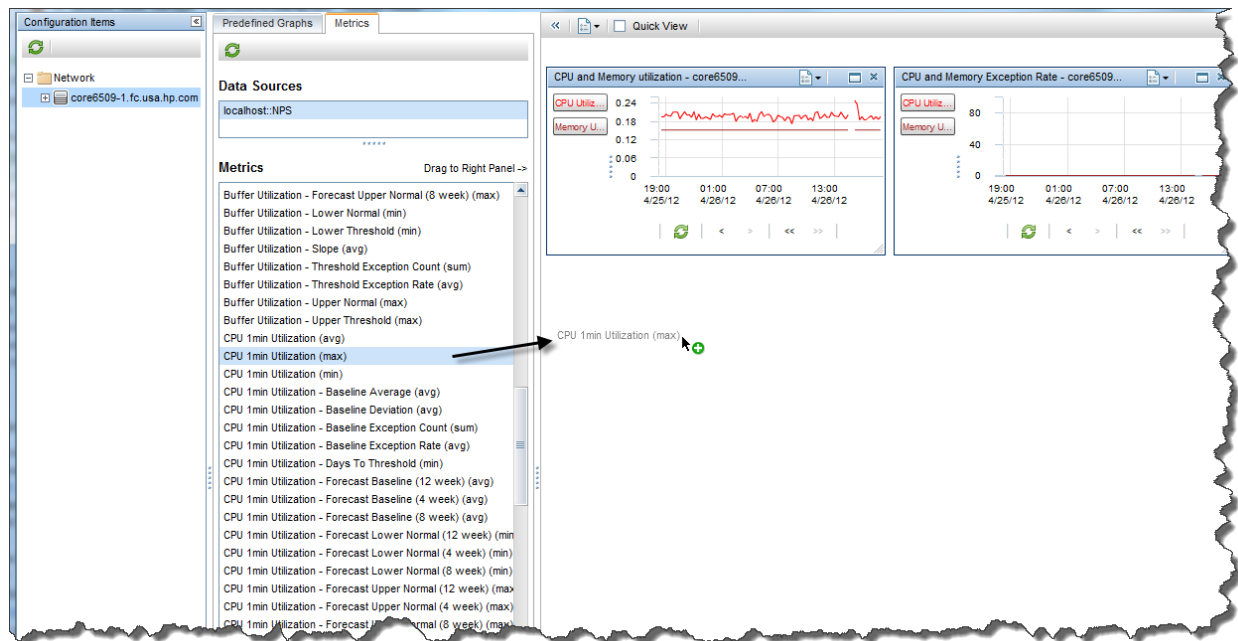 Configuration Items
Network
core6509-1.fc.usa.hp.com
Predefined Graphs
Metrics
Data Sources
localhost::NPS
Metrics
Drag to Right Panel ->
Buffer Utilization - Forecast Upper Normal (8 week) (max)
Buffer Utilization - Lower Normal (min)
Buffer Utilization - Lower Threshold (min)
Buffer Utilization - Slope (avg)
Buffer Utilization - Threshold Exception Count (sum)
Buffer Utilization - Threshold Exception Rate (avg)
Buffer Utilization - Upper Normal (max)
Buffer Utilization - Upper Threshold (max)
CPU 1min Utilization (avg)
CPU 1min Utilization (max)
CPU 1min Utilization (min)
CPU 1min Utilization - Baseline Average (avg)
CPU 1min Utilization - Baseline Deviation (avg)
CPU 1min Utilization - Baseline Exception Count (sum)
CPU 1min Utilization - Baseline Exception Rate (avg)
CPU 1min Utilization - Days To Threshold (min)
CPU 1min Utilization - Forecast Baseline (12 week) (avg)
CPU 1min Utilization - Forecast Baseline (4 week) (avg)
CPU 1min Utilization - Forecast Baseline (8 week) (avg)
CPU 1min Utilization - Forecast Lower Normal (12 week) (min
CPU 1min Utilization - Forecast Lower Normal (4 week) (min)
CPU 1min Utilization - Forecast Lower Normal (8 week) (min)
CPU 1min Utilization - Forecast Upper Normal (12 week) (max
CPU 1min Utilization - Forecast Upper Normal (4 week) (max)
CPU 1min Utilization - Forecast (8 week) (max)
Quick View
CPU and Memory utilization - core6509...
CPU Utiliz...
Memory U...
0.24
0.18
0.12
0.06
0
19:00 01:00 07:00 13:00
4/25/12 4/26/12 4/26/12 4/26/12
CPU and Memory Exception Rate - core6509...
CPU Utiliz...
Memory U...
80
40
0
19:00 01:00 07:00 13:00
4/25/12 4/26/12 4/26/12 4/26/12
CPU 1min Utilization (max)